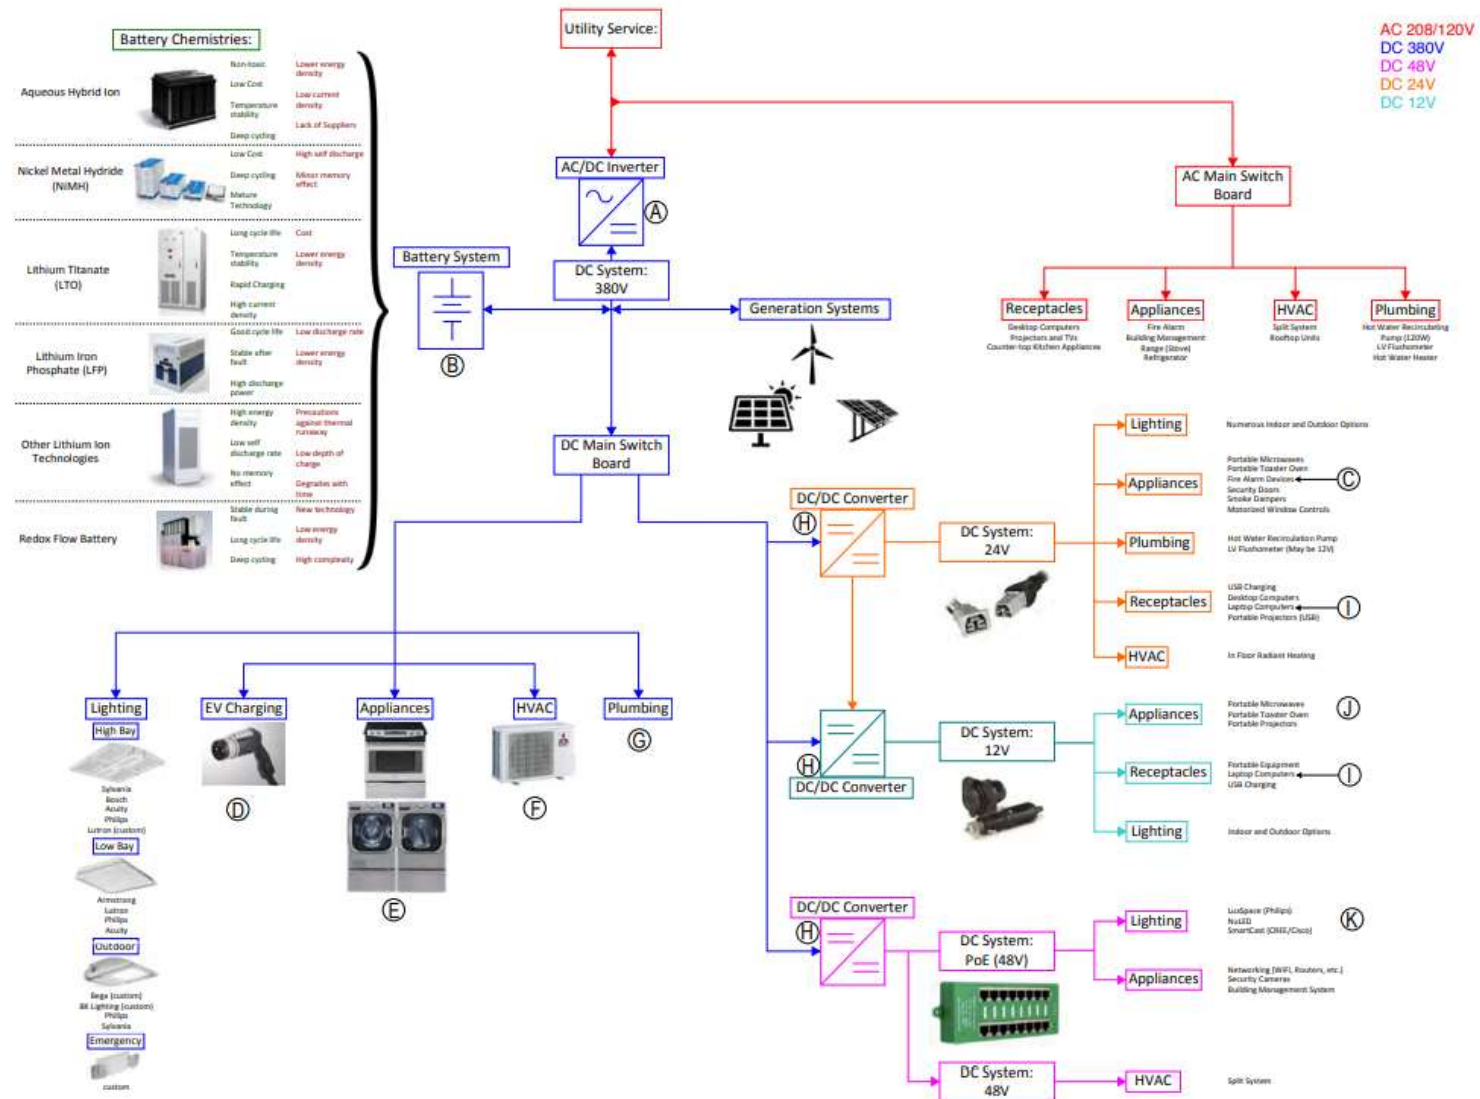 Utility Service:
AC 208/120V
DC 380V
DC 48V
DC 24V
DC 12V
Battery Chemistries:
Aqueous Hybrid Ion
Non-toxic
Low Cost
Temperature
stability
Deep cycling
Lower energy
density
Low current
density
Lack of Suppliers
Nickel Metal Hydride
(NiMH)
Low Cost
Deep cycling
Mature
Technology
High self discharge
Minor memory
effect
Lithium Titanate
(LTO)
Long cycle life
Temperature
stability
Rapid Charging
High current
density
Cost
Lower energy
density
Lithium Iron
Phosphate (LFP)
Good cycle life
Stable after
fault
High discharge
power
Low discharge rate
Lower energy
density
Other Lithium Ion
Technologies
High energy
density
Low self
discharge rate
No memory
effect
Precautions
against thermal
runaway
Low depth of
charge
Degrades with
time
Redox Flow Battery
Stable during
fault
Long cycle life
Deep cycling
New technology
Low energy
density
High complexity
AC/DC Inverter
A
Battery System
B
DC System:
380V
Generation Systems
DC Main Switch
Board
AC Main Switch
Board
Receptacles
Desktop Computers
Projectors and TVs
Counter-top Kitchen Appliances
Appliances
Fire Alarm
Building Management
Range (Stove)
Refrigerator
HVAC
Split System
Rooftop Units
Plumbing
Hot Water Recirculating
Pump (120W)
LV Flushometer
Hot Water Heater
DC/DC Converter
H
DC System:
24V
Lighting
Numerous Indoor and Outdoor Options
Appliances
Portable Microwaves
Portable Toaster Oven
Fire Alarm Devices
Security Doors
Smoke Dampers
Motorized Window Controls
C
Plumbing
Hot Water Recirculation Pump
LV Flushometer (May be 12V)
Receptacles
USB Charging
Desktop Computers
Laptop Computers
Portable Projectors (USB)
I
HVAC
In Floor Radiant Heating
H
DC/DC Converter
DC System:
12V
Appliances
Portable Microwaves
Portable Toaster Oven
Portable Projectors
J
Receptacles
Portable Equipment
Laptop Computers
USB Charging
I
Lighting
Indoor and Outdoor Options
DC/DC Converter
H
DC System:
PoE (48V)
Lighting
LuxSpace (Philips)
NuLED
SmartCast (CREE/Cisco)
K
Appliances
Networking (WiFi, Routers, etc.)
Security Cameras
Building Management System
DC System:
48V
HVAC
Split System
Lighting
High Bay
Sylvania
Bosch
Acuity
Philips
Lutron (custom)
Low Bay
Armstrong
Lutron
Philips
Acuity
Outdoor
Bega (custom)
BK Lighting (custom)
Philips
Sylvania
Emergency
custom
EV Charging
D
Appliances
E
HVAC
F
Plumbing
G